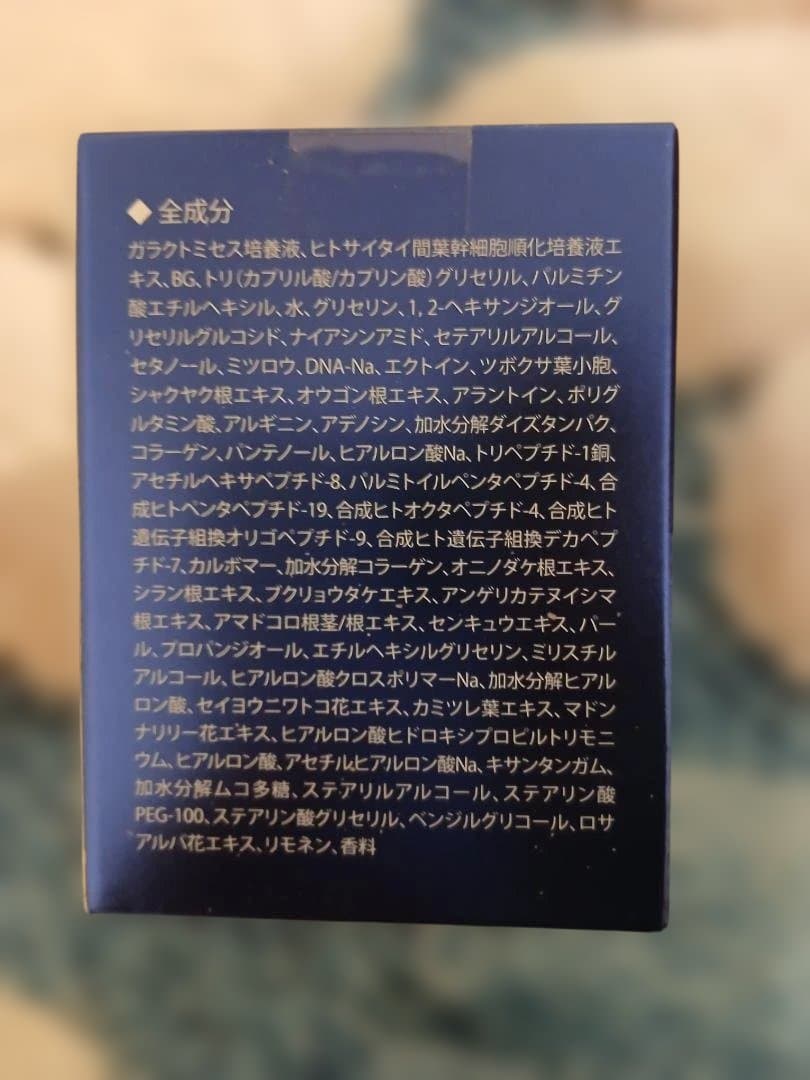 ◆ 全成分
ガラクトミセス培養液、ヒトサイタイ間葉幹細胞順化培養液エ
キス、BG、トリ(カプリル酸/カプリン酸)グリセリル、パルミチン
酸エチルヘキシル、水、グリセリン、1, 2-ヘキサンジオール、グ
リセリルグルコシド、ナイアシンアミド、セテアリルアルコール、
セタノール、ミツロウ、DNA-Na、エクトイン、ツボクサ葉小胞、
シャクヤク根エキス、オウゴン根エキス、アラントイン、ポリグ
ルタミン酸、アルギニン、アデノシン、加水分解ダイズタンパク、
コラーゲン、パンテノール、ヒアルロン酸Na、トリペプチド-1銅、
アセチルヘキサペプチド-8、パルミトイルペンタペプチド-4、合
成ヒトペンタペプチド-19、合成ヒトオクタペプチド-4、合成ヒト
遺伝子組換オリゴペプチド-9、合成ヒト遺伝子組換デカペプ
チド-7、カルボマー、加水分解コラーゲン、オニノダケ根エキス、
シラン根エキス、ブクリョウタケエキス、アンゲリカテヌイシマ
根エキス、アマドコロ根茎/根エキス、センキュウエキス、パー
ル、プロパンジオール、エチルヘキシルグリセリン、ミリスチル
アルコール、ヒアルロン酸クロスポリマーNa、加水分解ヒアル
ロン酸、セイヨウニワトコ花エキス、カミツレ葉エキス、マドン
ナリリー花エキス、ヒアルロン酸ヒドロキシプロピルトリモニ
ウム、ヒアルロン酸、アセチルヒアルロン酸Na、キサンタンガム、
加水分解ムコ多糖、ステアリルアルコール、ステアリン酸
PEG-100、ステアリン酸グリセリル、ベンジルグリコール、ロサ
アルバ花エキス、リモネン、香料